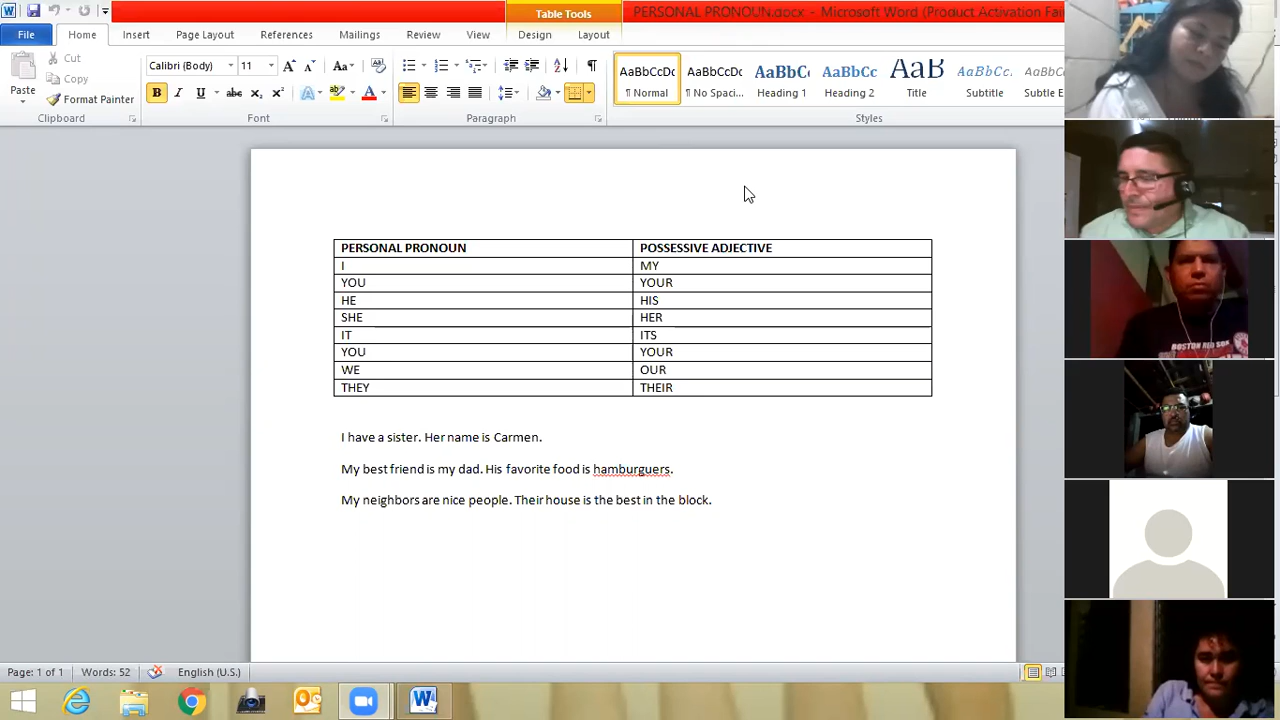 Table Tools
PERSONAL PRONOUN.docx - Microsoft Word (Product Activation Fai
File Home Insert Page Layout References Mailings Review View Design Layout
Cut
Copy
Format Painter
Paste
Calibri (Body) 11
AaBbCcDc AaBbCcDc AaBbCc AaBbCc AaB AaBbCc. AaBbCc
¶ Normal ¶ No Spaci... Heading 1 Heading 2 Title Subtitle Subtle E
Clipboard Font Paragraph Styles
PERSONAL PRONOUN POSSESSIVE ADJECTIVE
I MY
YOU YOUR
HE HIS
SHE HER
IT ITS
YOU YOUR
WE OUR
THEY THEIR
I have a sister. Her name is Carmen.
My best friend is my dad. His favorite food is hamburguers.
My neighbors are nice people. Their house is the best in the block.
BOSTON RED SOX
Page: 1 of 1 Words: 52 English (U.S.)